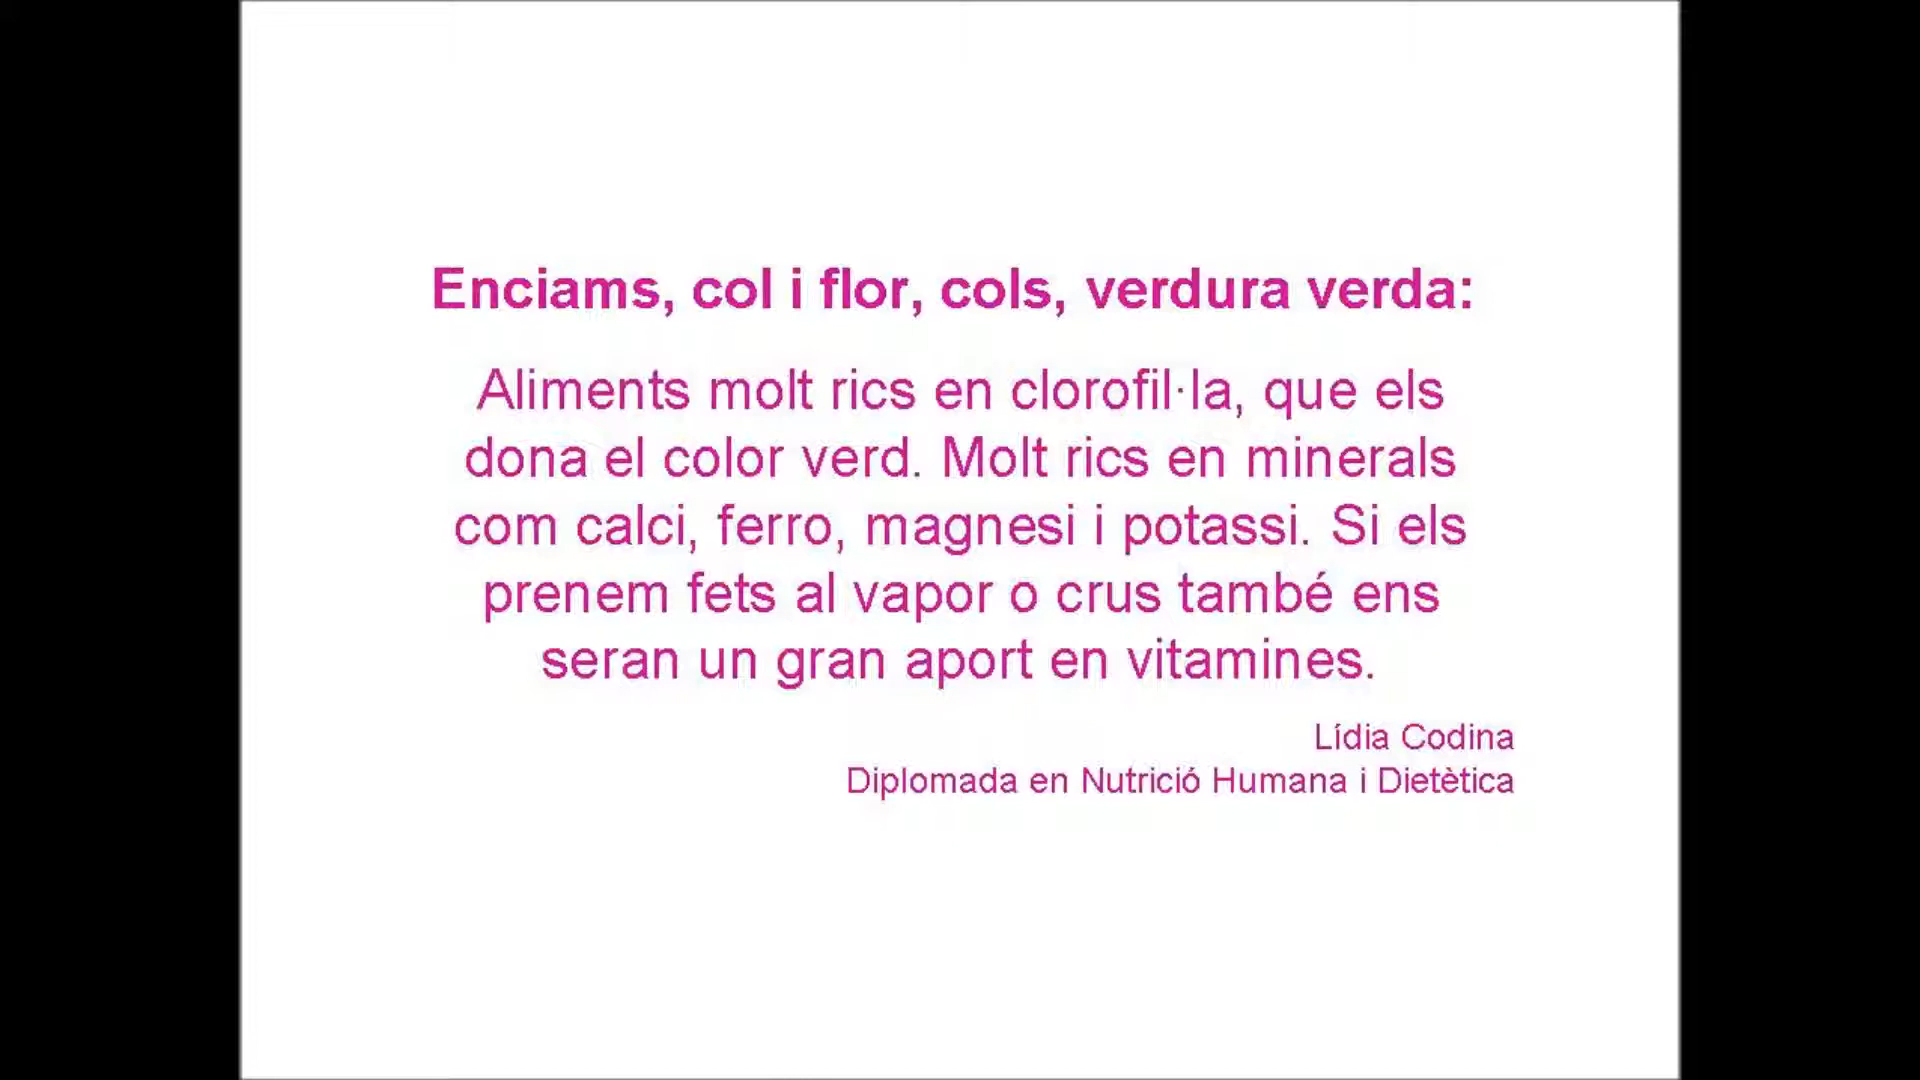 Enciams, col i flor, cols, verdura verda:
Aliments molt rics en clorofil·la, que els
dona el color verd. Molt rics en minerals
com calci, ferro, magnesi i potassi. Si els
prenem fets al vapor o crus també ens
seran un gran aport en vitamines.
Lídia Codina
Diplomada en Nutrició Humana i Dietètica